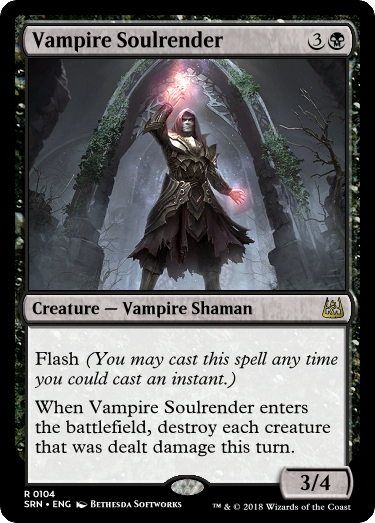 Vampire Soulrender 3
Creature — Vampire Shaman
Flash (You may cast this spell any time
you could cast an instant.)
When Vampire Soulrender enters
the battlefield, destroy each creature
that was dealt damage this turn.
3/4
R 0104
SRN • ENG Bethesda Softworks
™ & © 2018 Wizards of the Coast